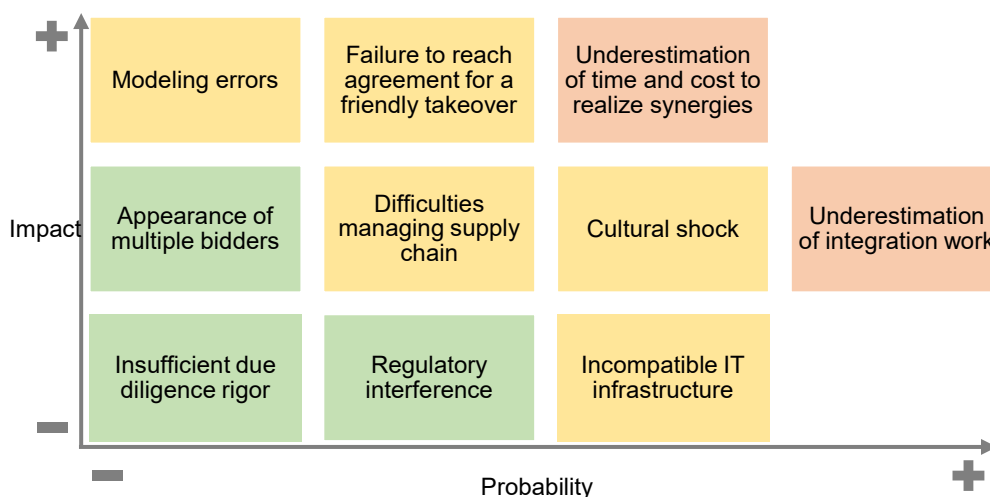 Modeling errors
Failure to reach
agreement for a
friendly takeover
Underestimation
of time and cost to
realize synergies
Impact
Appearance of
multiple bidders
Difficulties
managing supply
chain
Cultural shock
Underestimation
of integration work
Insufficient due
diligence rigor
Regulatory
interference
Incompatible IT
infrastructure
Probability